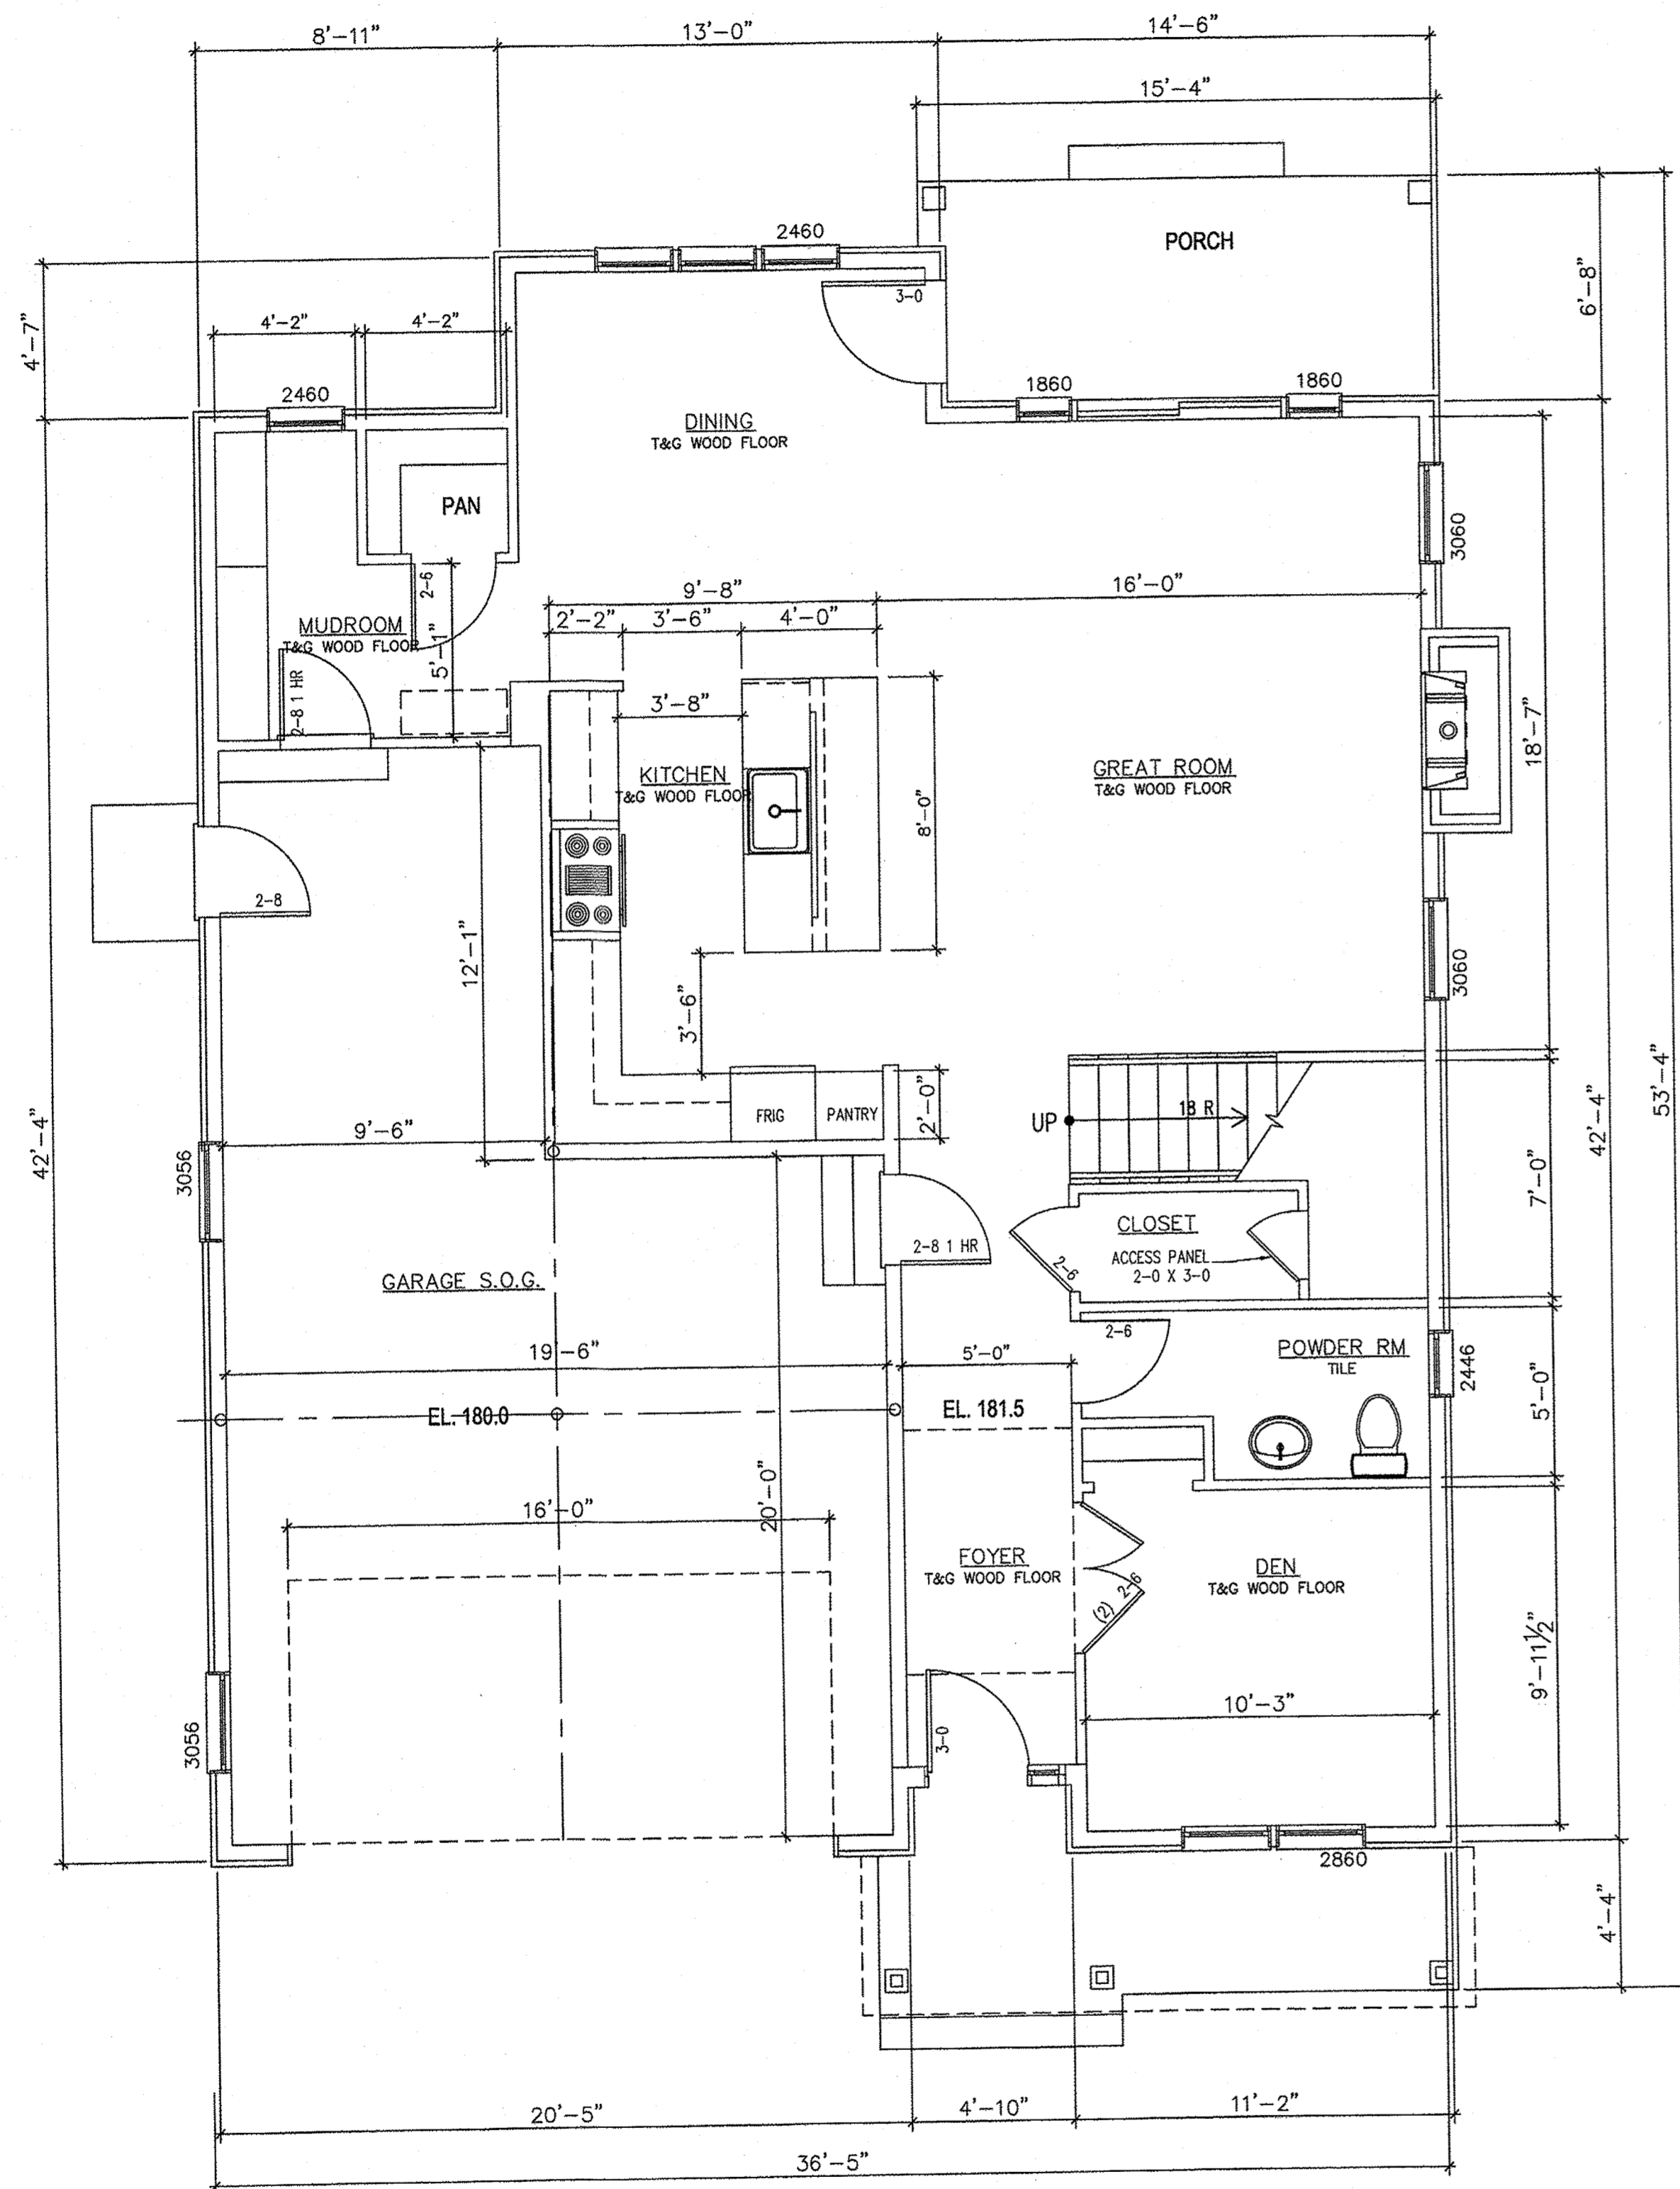 8'-11"
13'-0"
14'-6"
15'-4"
2460
PORCH
3-0
6'-8"
4'-7"
4'-2"
4'-2"
2460
1860
1860
DINING
T&G WOOD FLOOR
PAN
3060
2-6
9'-8"
16'-0"
2'-2"
3'-6"
4'-0"
MUDROOM
T&G WOOD FLOOR
5'-1"
2-8 1 HR
3'-8"
18'-7"
KITCHEN
T&G WOOD FLOOR
GREAT ROOM
T&G WOOD FLOOR
8'-0"
2-8
12'-1"
3060
3'-6"
53'-4"
42'-4"
42'-4"
FRIG
PANTRY
2'-0"
UP
18 R
9'-6"
3056
7'-0"
CLOSET
ACCESS PANEL
2-0 X 3-0
2-8 1 HR
2-6
GARAGE S.O.G.
2-6
19'-6"
5'-0"
POWDER RM
TILE
2446
5'-0"
EL. 180.0
EL. 181.5
20'-0"
16'-0"
FOYER
T&G WOOD FLOOR
(2) 2-6
DEN
T&G WOOD FLOOR
9'-11½"
10'-3"
3-0
3056
2860
4'-4"
20'-5"
4'-10"
11'-2"
36'-5"